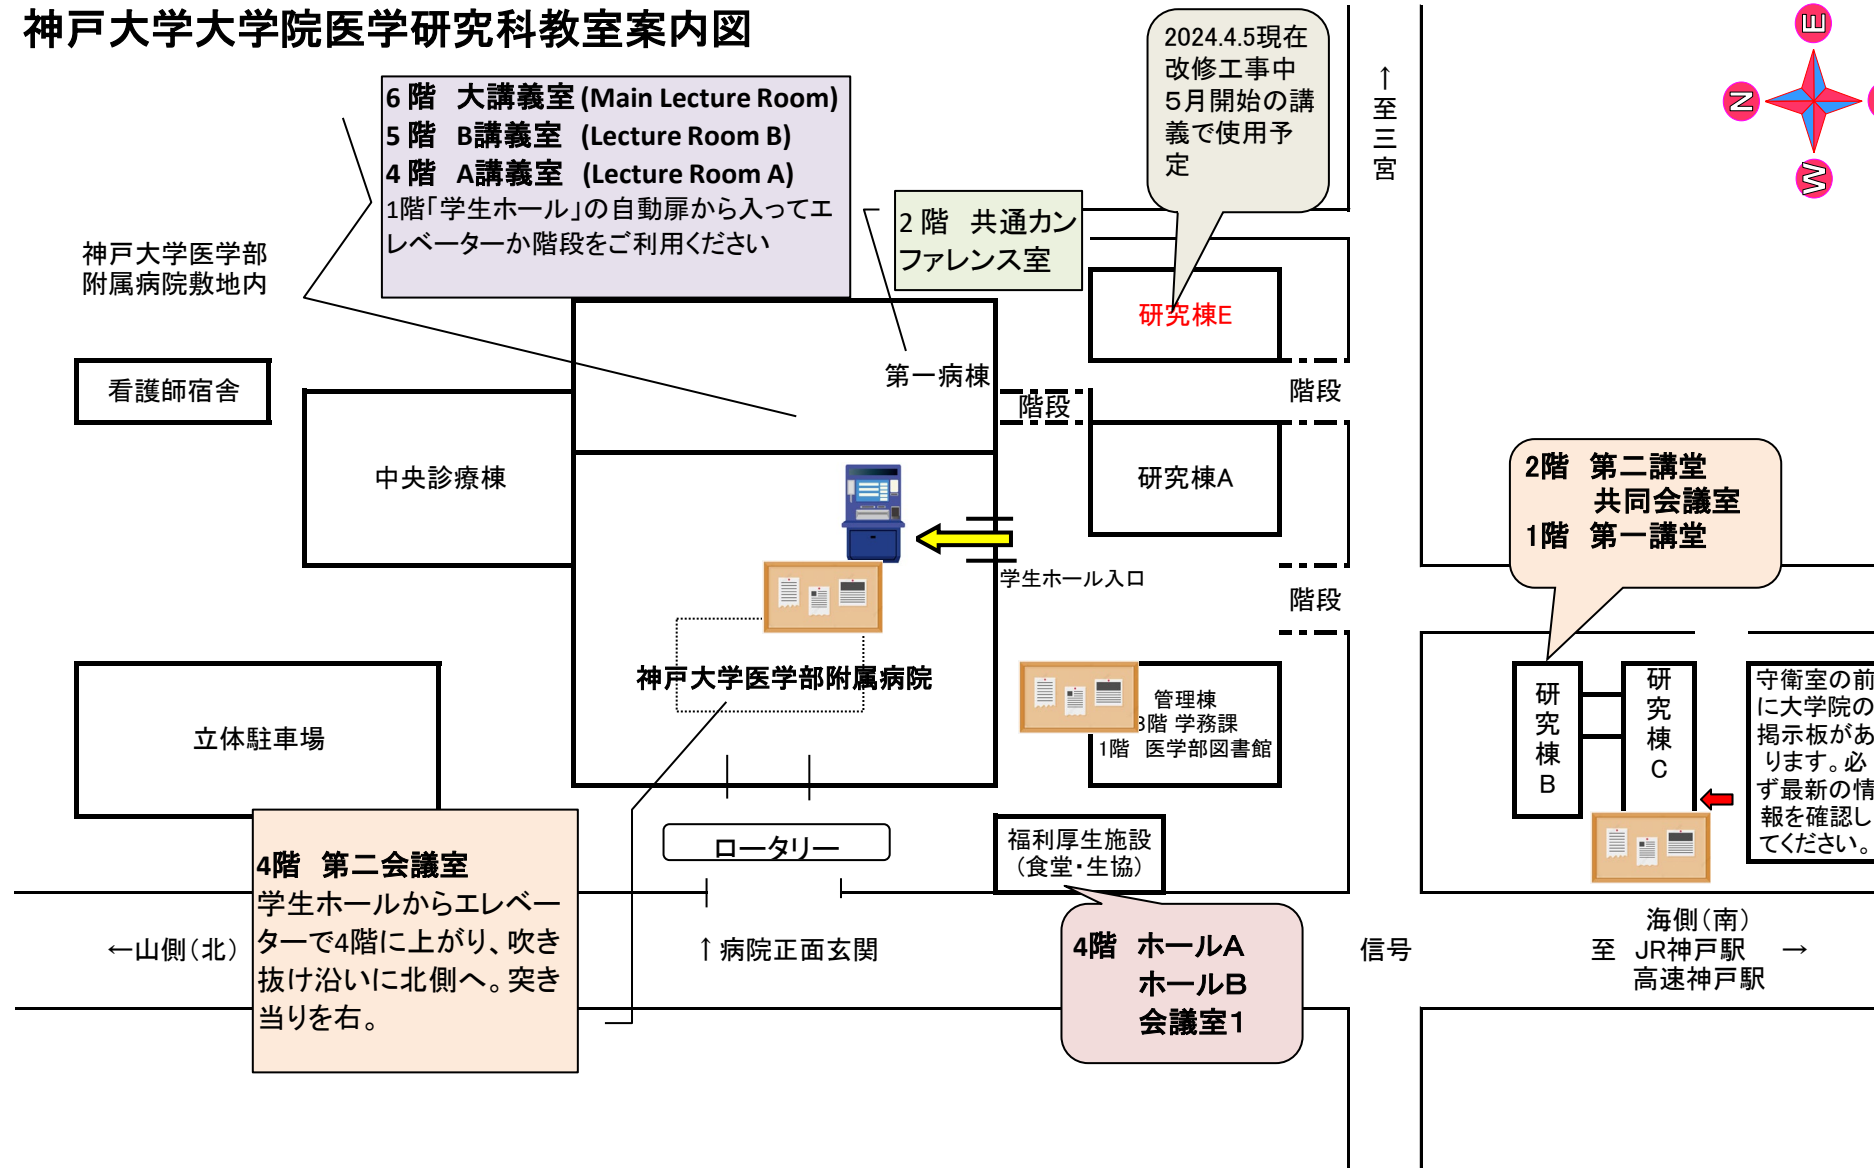 神戸大学大学院医学研究科教室案内図
6 階　大講義室 (Main Lecture Room)
5 階　B講義室　(Lecture Room B)
4 階　A講義室　(Lecture Room A)
1階「学生ホール」の自動扉から入ってエ
レベーターか階段をご利用ください
2024.4.5現在
改修工事中
５月開始の講
義で使用予
定
↑
至
三
宮
E
N
W
2 階　共通カン
ファレンス室
神戸大学医学部
附属病院敷地内
研究棟E
看護師宿舎
第一病棟
階段
階段
中央診療棟
研究棟A
2階　第二講堂
共同会議室
1階　第一講堂
学生ホール入口
階段
神戸大学医学部附属病院
管理棟
3階 学務課
1階　医学部図書館
研
究
棟
B
研
究
棟
C
守衛室の前
に大学院の
掲示板があ
ります。必
ず最新の情
報を確認し
てください。
立体駐車場
ロータリー
福利厚生施設
（食堂・生協）
4階　第二会議室
学生ホールからエレベー
ターで4階に上がり、吹き
抜け沿いに北側へ。突き
当りを右。
←山側（北）
↑病院正面玄関
4階　ホールA
ホールB
会議室1
信号
海側（南）
至　JR神戸駅　→
高速神戸駅